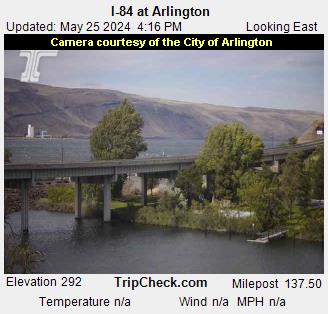 I-84 at Arlington
Updated: May 25 2024 4:16 PM Looking East
Camera courtesy of the City of Arlington
Elevation 292 TripCheck.com Milepost 137.50
Temperature n/a Wind n/a MPH n/a